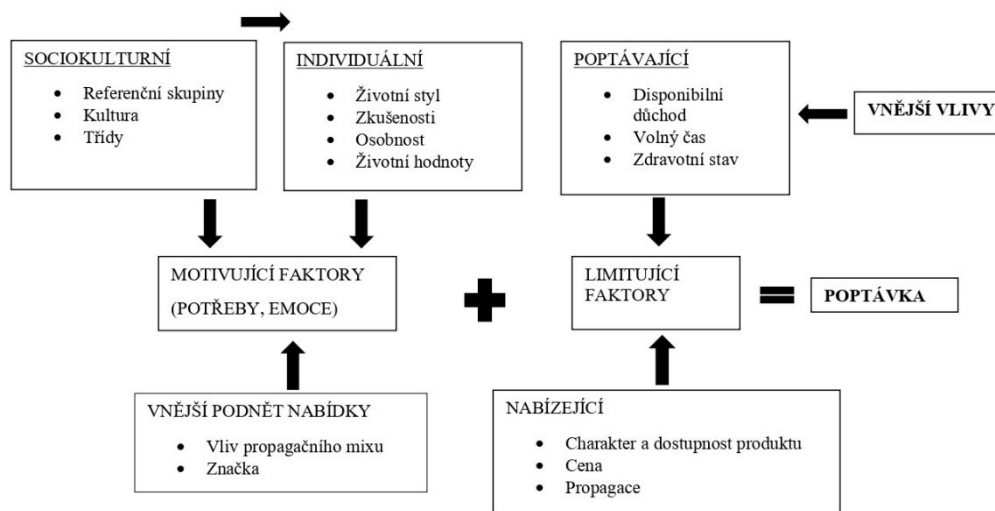 SOCIOKULTURNÍ
• Referenční skupiny
• Kultura
• Třídy
INDIVIDUÁLNÍ
• Životní styl
• Zkušenosti
• Osobnost
• Životní hodnoty
POPTÁVAJÍCÍ
• Disponibilní
důchod
• Volný čas
• Zdravotní stav
VNĚJŠÍ VLIVY
MOTIVUJÍCÍ FAKTORY
(POTŘEBY, EMOCE)
LIMITUJÍCÍ
FAKTORY
POPTÁVKA
VNĚJŠÍ PODNĚT NABÍDKY
• Vliv propagačního mixu
• Značka
NABÍZEJÍCÍ
• Charakter a dostupnost produktu
• Cena
• Propagace